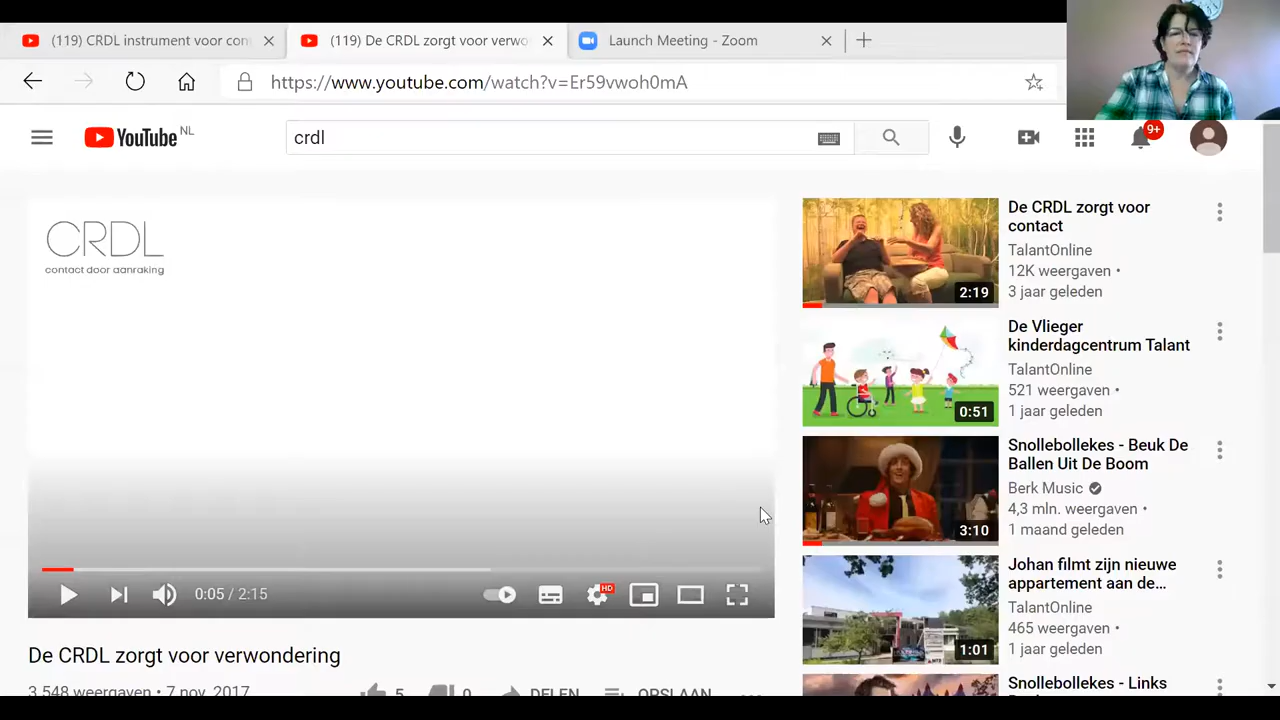 (119) CRDL instrument voor con
(119) De CRDL zorgt voor verwo
Launch Meeting - Zoom
https://www.youtube.com/watch?v=Er59vwoh0mA
YouTube NL
crdl
9+
CRDL
contact door aanraking
0:05 / 2:15
HD
De CRDL zorgt voor verwondering
3.548 weergaven • 7 nov. 2017
5
0
DELEN
OPSLAAN
2:19
De CRDL zorgt voor
contact
TalantOnline
12K weergaven •
3 jaar geleden
0:51
De Vlieger
kinderdagcentrum Talant
TalantOnline
521 weergaven •
1 jaar geleden
3:10
Snollebollekes - Beuk De
Ballen Uit De Boom
Berk Music
4,3 mln. weergaven •
1 maand geleden
1:01
Johan filmt zijn nieuwe
appartement aan de…
TalantOnline
465 weergaven •
1 jaar geleden
Snollebollekes - Links